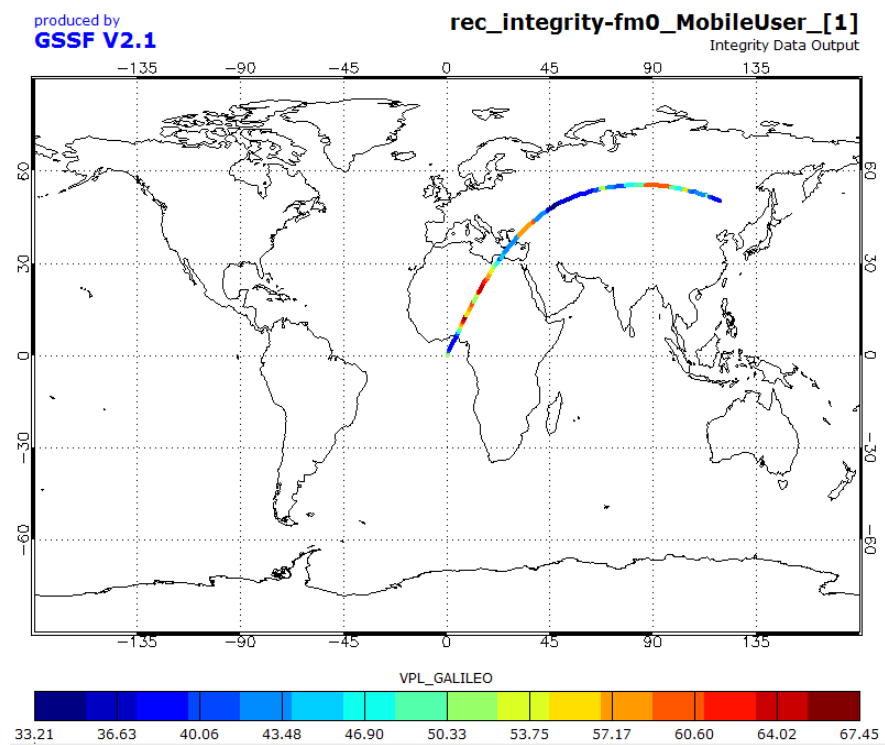 produced by
GSSF V2.1
rec_integrity-fm0_MobileUser_[1]
Integrity Data Output
−135 −90 −45 0 45 90 135
60 60
30 30
0 0
−30 −30
−60 −60
−135 −90 −45 0 45 90 135
VPL_GALILEO
33.21 36.63 40.06 43.48 46.90 50.33 53.75 57.17 60.60 64.02 67.45